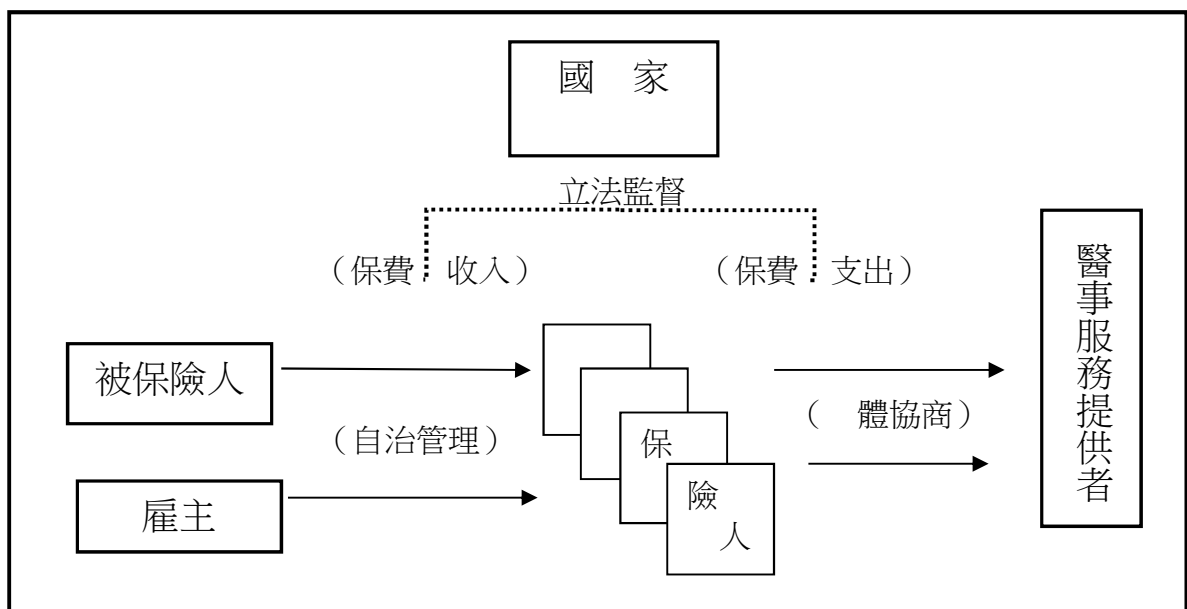 國 家
立法監督
（保費 收入）
（保費 支出）
醫事服務提供者
被保險人
（自治管理）
（ 體協商）
保
險
人
雇主